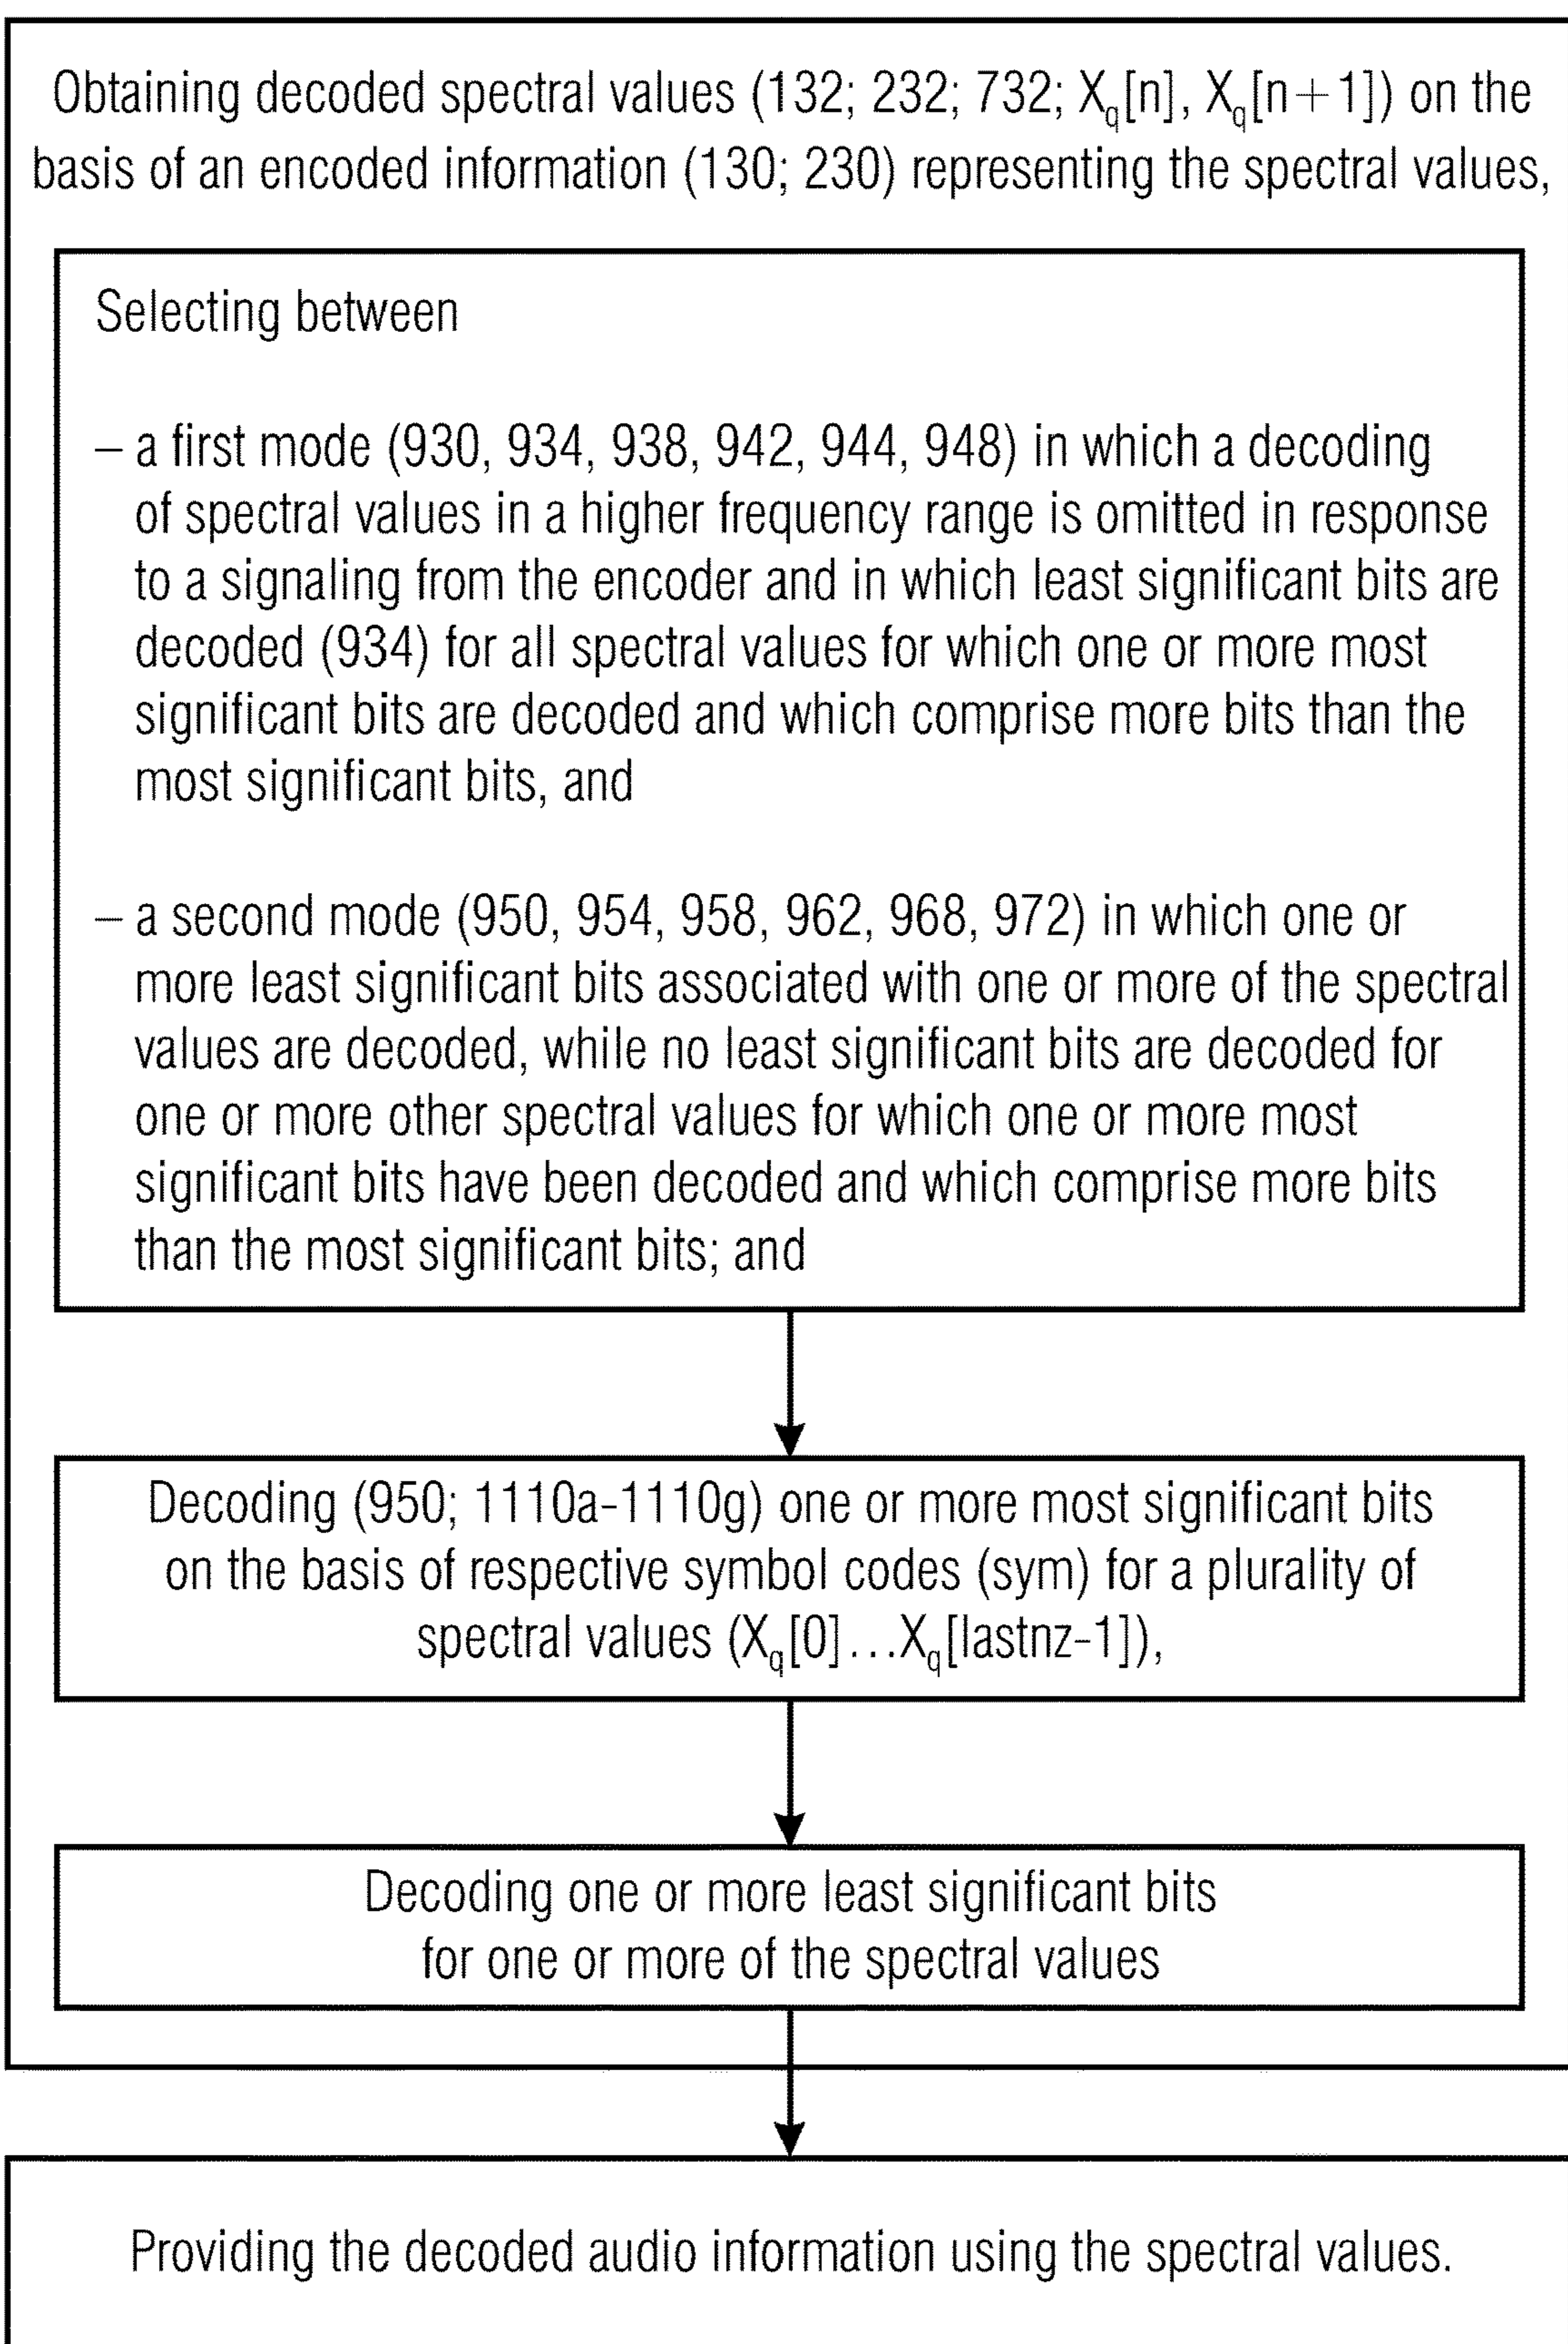 Obtaining decoded spectral values (132; 232; 732; Xq[n], Xq[n+1]) on the
basis of an encoded information (130; 230) representing the spectral values,
Selecting between
– a first mode (930, 934, 938, 942, 944, 948) in which a decoding
of spectral values in a higher frequency range is omitted in response
to a signaling from the encoder and in which least significant bits are
decoded (934) for all spectral values for which one or more most
significant bits are decoded and which comprise more bits than the
most significant bits, and
– a second mode (950, 954, 958, 962, 968, 972) in which one or
more least significant bits associated with one or more of the spectral
values are decoded, while no least significant bits are decoded for
one or more other spectral values for which one or more most
significant bits have been decoded and which comprise more bits
than the most significant bits; and
Decoding (950; 1110a-1110g) one or more most significant bits
on the basis of respective symbol codes (sym) for a plurality of
spectral values (Xq[0]...Xq[lastnz-1]),
Decoding one or more least significant bits
for one or more of the spectral values
Providing the decoded audio information using the spectral values.